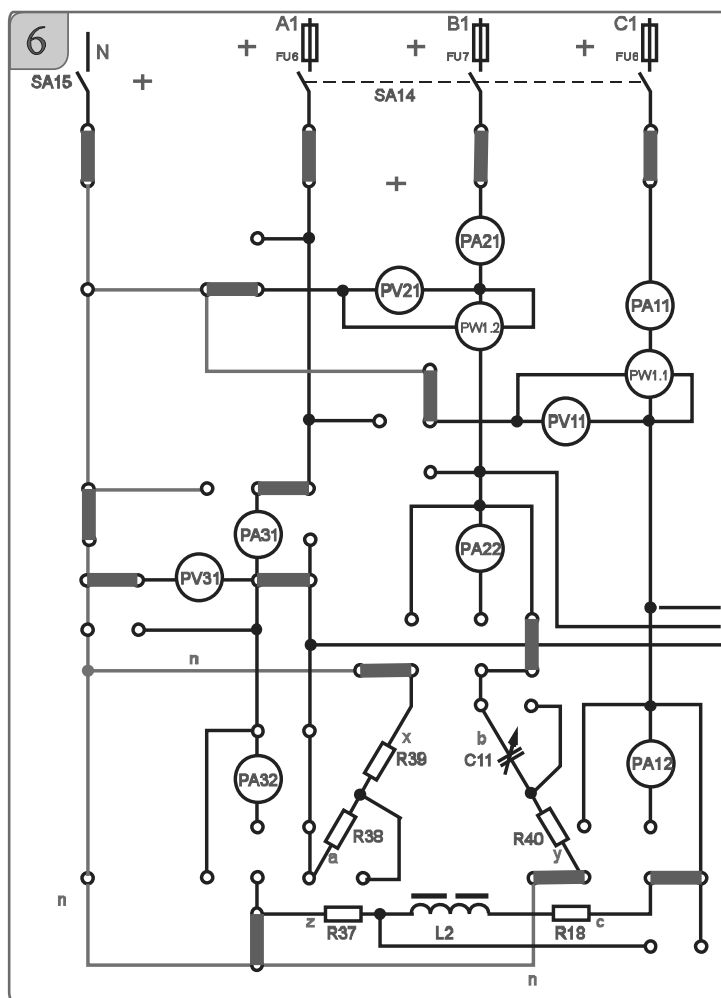 6
A1
B1
C1
N
FU6
FU7
FU8
SA15
SA14
PA21
PV21
PA11
PW1.2
PW1.1
PV11
PA31
PA22
PV31
n
x
b
R39
C11
PA32
PA12
R38
R40
a
y
n
z
R37
L2
R18
c
n